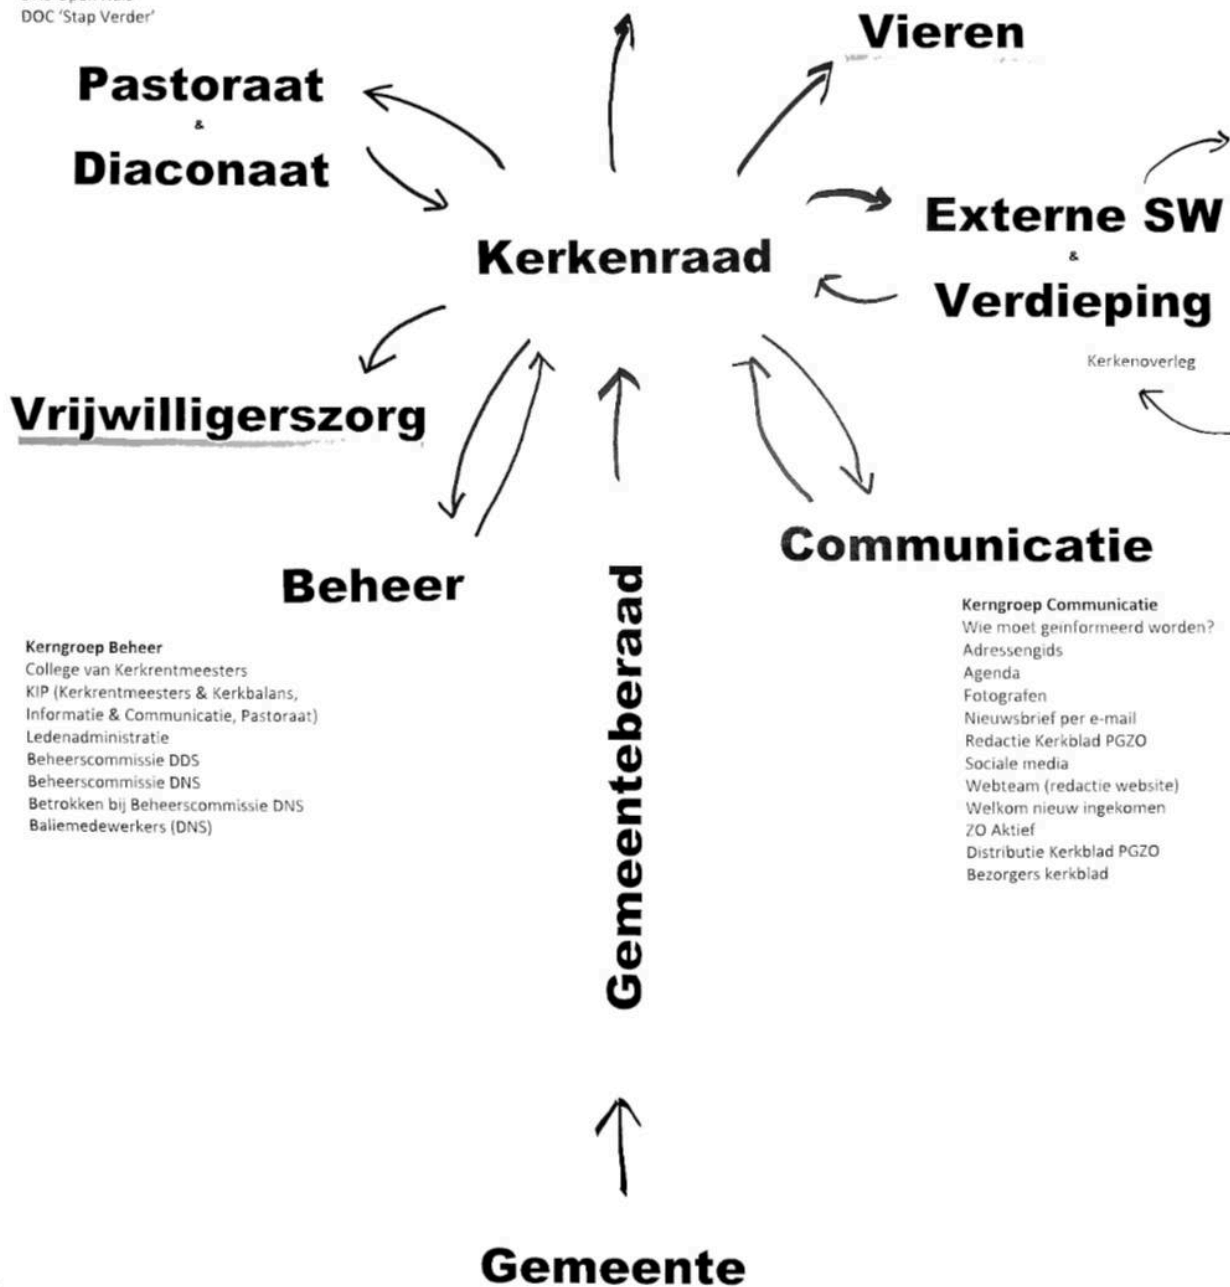 DOC 'Stap Verder'
Vieren
Pastoraat
&
Diaconaat
Externe SW
&
Verdieping
Kerkenoverleg
Kerkenraad
Vrijwilligerszorg
Beheer
Kerngroep Beheer
College van Kerkrentmeesters
KIP (Kerkrentmeesters & Kerkbalans,
Informatie & Communicatie, Pastoraat)
Ledenadministratie
Beheerscommissie DDS
Beheerscommissie DNS
Betrokken bij Beheerscommissie DNS
Baliemedewerkers (DNS)
Gemeenteberaad
Communicatie
Kerngroep Communicatie
Wie moet geïnformeerd worden?
Adressengids
Agenda
Fotografen
Nieuwsbrief per e-mail
Redactie Kerkblad PGZO
Sociale media
Webteam (redactie website)
Welkom nieuw ingekomen
ZO Aktief
Distributie Kerkblad PGZO
Bezorgers kerkblad
Gemeente